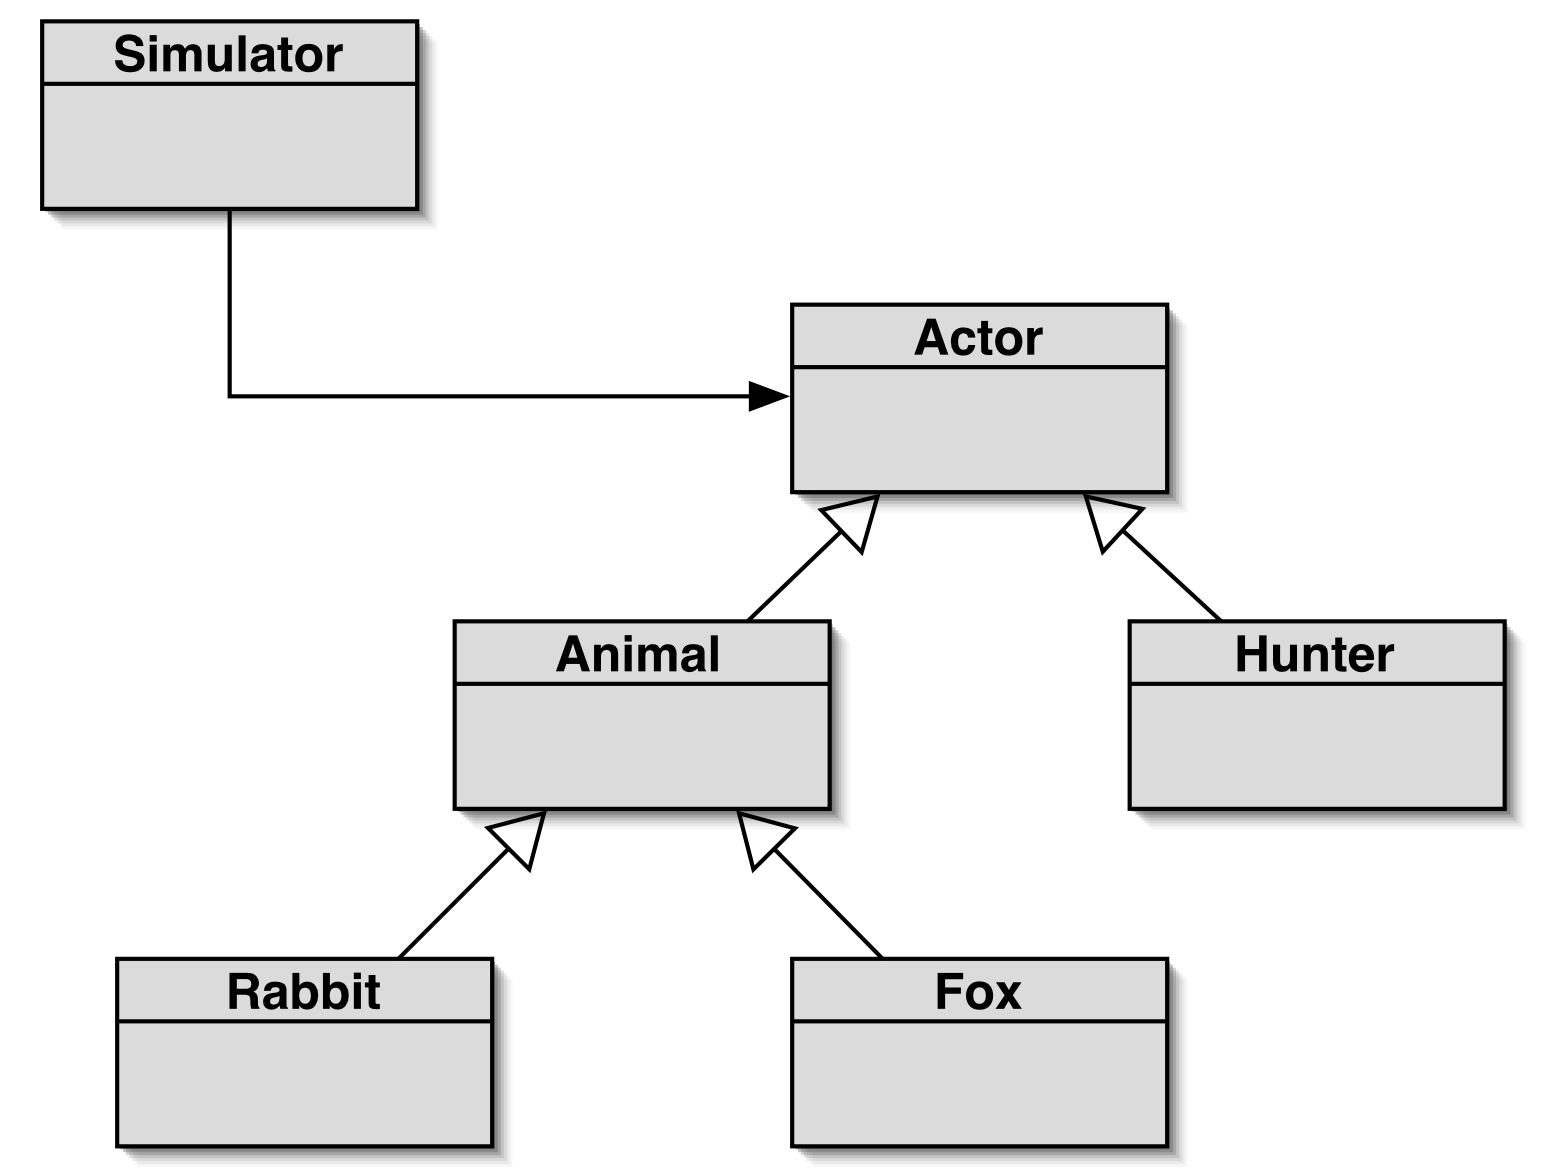 Simulator
Actor
Animal
Hunter
Rabbit
Fox